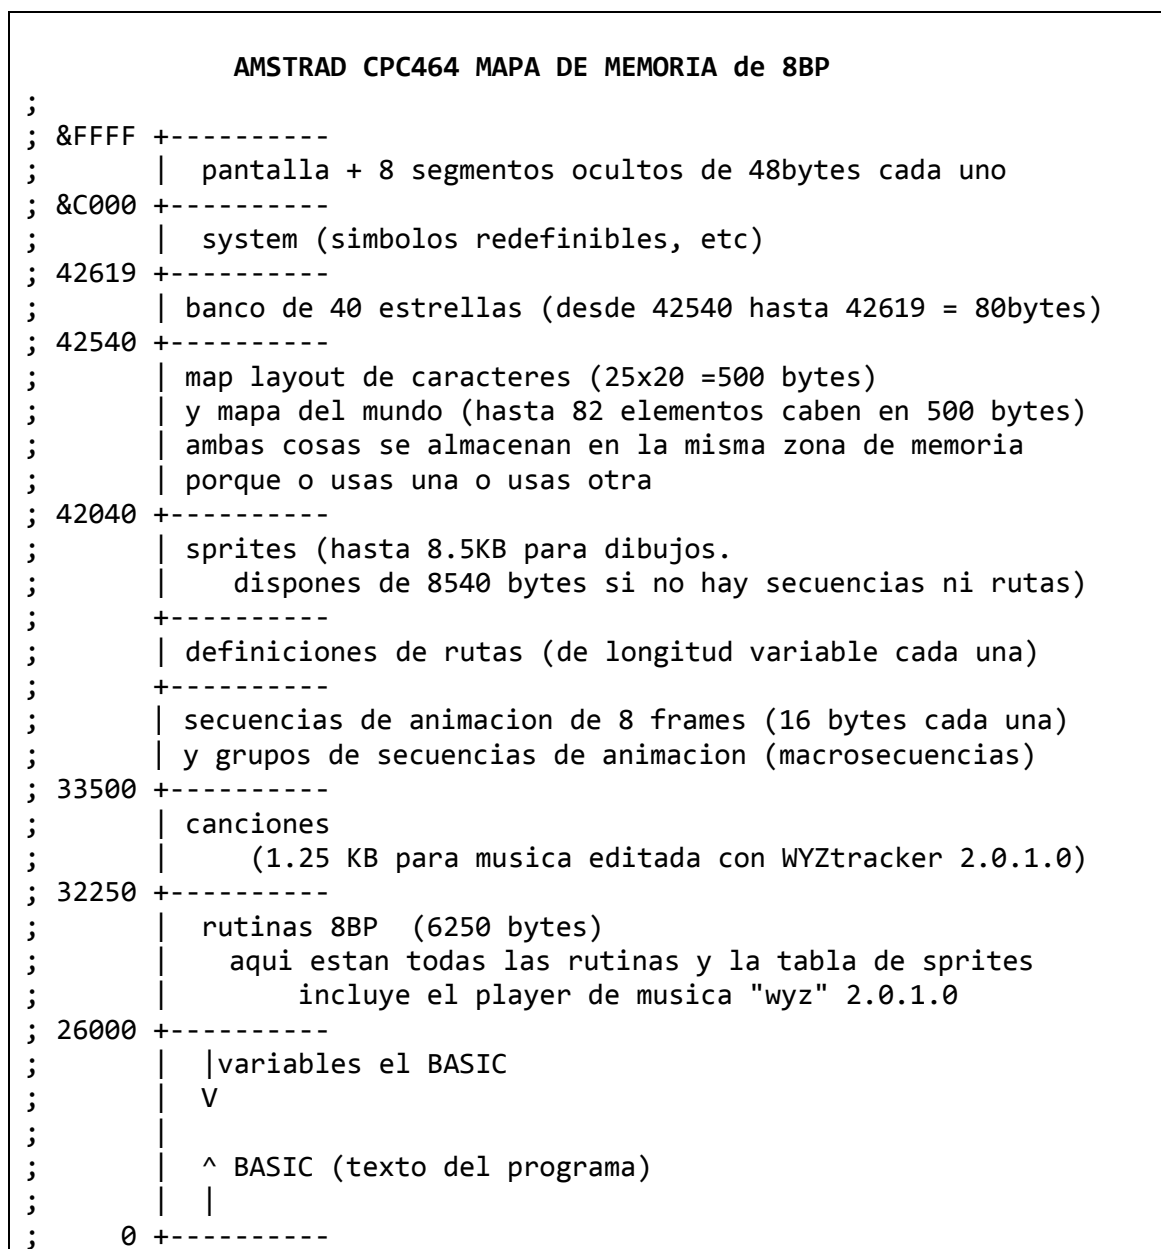 AMSTRAD CPC464 MAPA DE MEMORIA de 8BP
;
; &FFFF +----------
;       |  pantalla + 8 segmentos ocultos de 48bytes cada uno
; &C000 +----------
;       |  system (simbolos redefinibles, etc)
; 42619 +----------
;       | banco de 40 estrellas (desde 42540 hasta 42619 = 80bytes)
; 42540 +----------
;       | map layout de caracteres (25x20 =500 bytes)
;       | y mapa del mundo (hasta 82 elementos caben en 500 bytes)
;       | ambas cosas se almacenan en la misma zona de memoria
;       | porque o usas una o usas otra
; 42040 +----------
;       | sprites (hasta 8.5KB para dibujos.
;       |    dispones de 8540 bytes si no hay secuencias ni rutas)
;       +----------
;       | definiciones de rutas (de longitud variable cada una)
;       +----------
;       | secuencias de animacion de 8 frames (16 bytes cada una)
;       | y grupos de secuencias de animacion (macrosecuencias)
; 33500 +----------
;       | canciones
;       |     (1.25 KB para musica editada con WYZtracker 2.0.1.0)
; 32250 +----------
;       |  rutinas 8BP  (6250 bytes)
;       |    aqui estan todas las rutinas y la tabla de sprites
;       |        incluye el player de musica "wyz" 2.0.1.0
; 26000 +----------
;       |  |variables el BASIC
;       |  V
;       |
;       |  ^ BASIC (texto del programa)
;       |  |
;     0 +----------